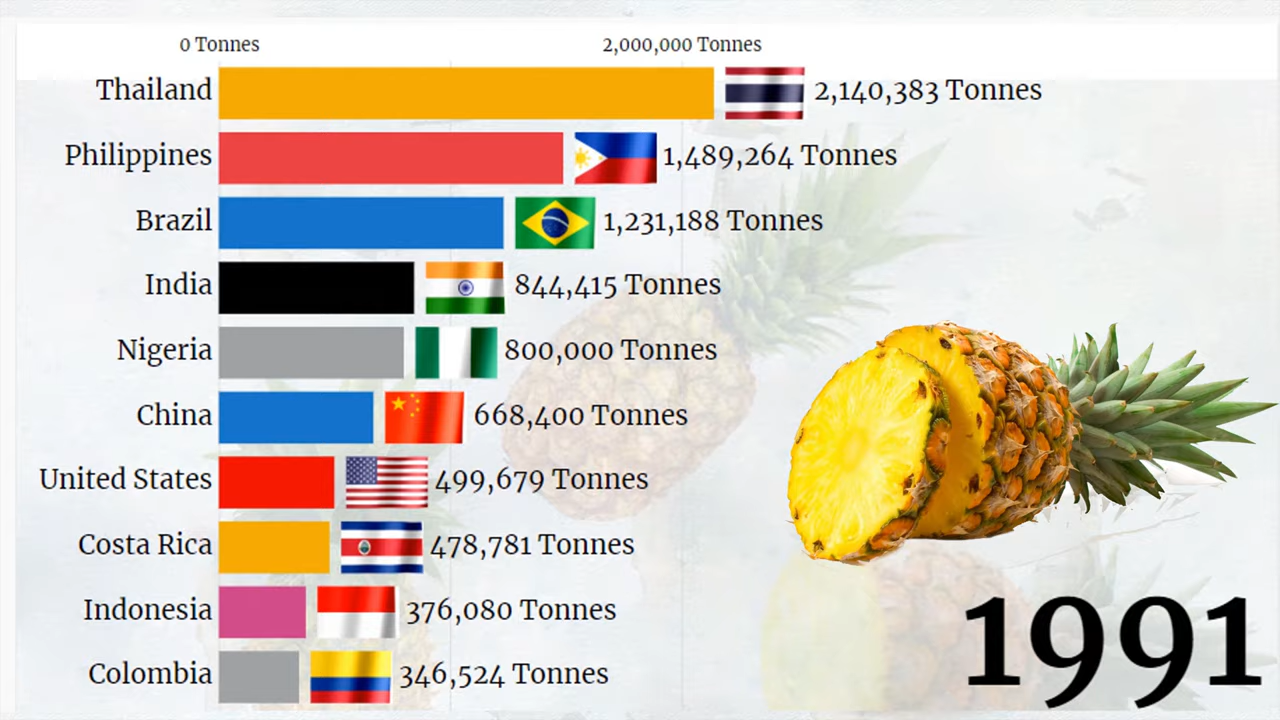 0 Tonnes 2,000,000 Tonnes
Thailand 2,140,383 Tonnes
Philippines 1,489,264 Tonnes
Brazil 1,231,188 Tonnes
India 844,415 Tonnes
Nigeria 800,000 Tonnes
China 668,400 Tonnes
United States 499,679 Tonnes
Costa Rica 478,781 Tonnes
Indonesia 376,080 Tonnes
Colombia 346,524 Tonnes
1991